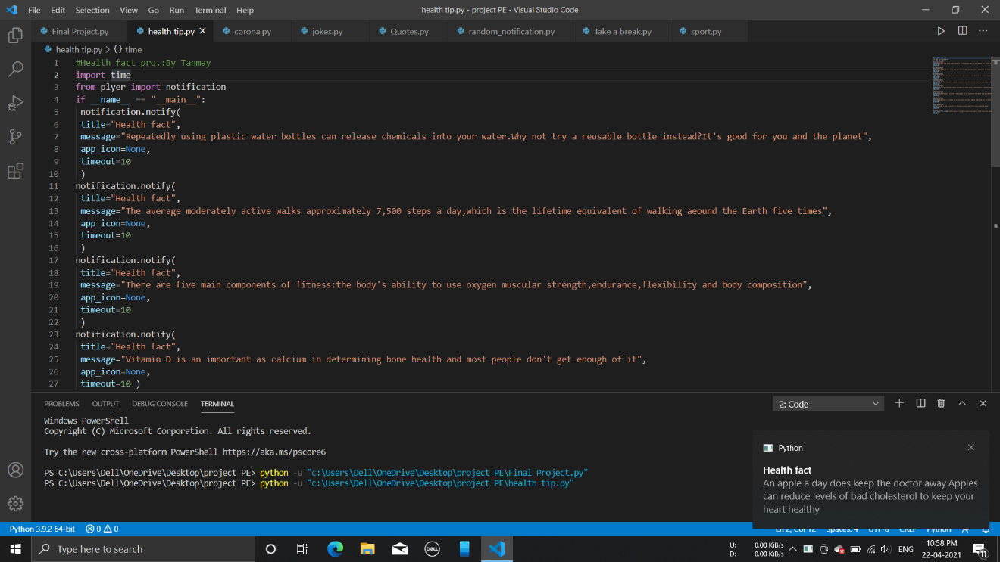 File Edit Selection View Go Run Terminal Help health tip.py - project PE - Visual Studio Code
Final Project.py health tip.py corona.py jokes.py Quotes.py random_notification.py Take a break.py sport.py
health tip.py > {} time
1 #Health fact pro.:By Tanmay
2 import time
3 from plyer import notification
4 if __name__ == "__main__":
5 notification.notify(
6 title="Health fact",
7 message="Repeatedly using plastic water bottles can release chemicals into your water.Why not try a reusable bottle instead?It's good for you and the planet",
8 app_icon=None,
9 timeout=10
10 )
11 notification.notify(
12 title="Health fact",
13 message="The average moderately active walks approximately 7,500 steps a day,which is the lifetime equivalent of walking aeound the Earth five times",
14 app_icon=None,
15 timeout=10
16 )
17 notification.notify(
18 title="Health fact",
19 message="There are five main components of fitness:the body's ability to use oxygen muscular strength,endurance,flexibility and body composition",
20 app_icon=None,
21 timeout=10
22 )
23 notification.notify(
24 title="Health fact",
25 message="Vitamin D is an important as calcium in determining bone health and most people don't get enough of it",
26 app_icon=None,
27 timeout=10 )
PROBLEMS OUTPUT DEBUG CONSOLE TERMINAL 2: Code
Windows PowerShell
Copyright (C) Microsoft Corporation. All rights reserved.
Try the new cross-platform PowerShell https://aka.ms/pscore6
PS C:\Users\Dell\OneDrive\Desktop\project PE> python -u "c:\Users\Dell\OneDrive\Desktop\project PE\Final Project.py"
PS C:\Users\Dell\OneDrive\Desktop\project PE> python -u "c:\Users\Dell\OneDrive\Desktop\project PE\health tip.py"
Python
Health fact
An apple a day does keep the doctor away.Apples
can reduce levels of bad cholesterol to keep your
heart healthy
Python 3.9.2 64-bit 0 0 Ln 2, Col 12 Spaces: 4 UTF-8 CRLF Python
Type here to search DELL U: 0.00 KiB/s ENG 10:58 PM
D: 0.00 KiB/s 22-04-2021 11